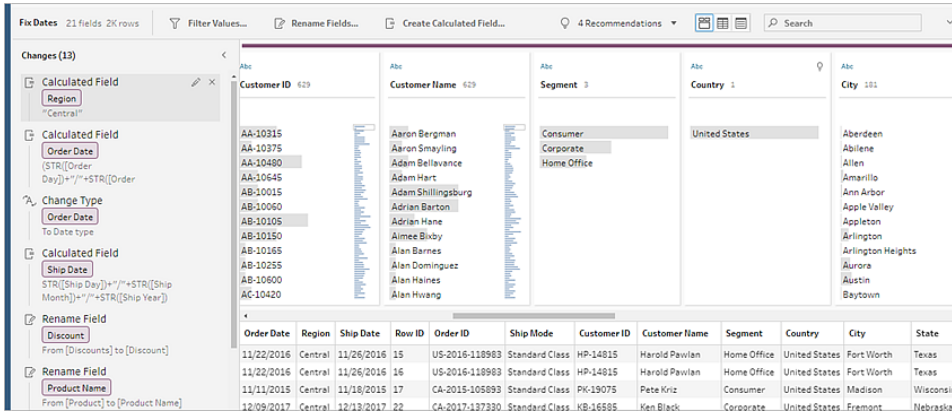 Fix Dates 21 fields 2K rows Filter Values... Rename Fields... Create Calculated Field... 4 Recommendations Search
Changes (13)
Calculated Field
Region
"Central"
Calculated Field
Order Date
(STR([Order
Day])+"/"+STR([Order
Change Type
Order Date
To Date type
Calculated Field
Ship Date
STR([Ship Day])+"/"+STR([Ship
Month])+"/"+STR([Ship Year])
Rename Field
Discount
From [Discounts] to [Discount]
Rename Field
Product Name
From [Product] to [Product Name]
Abc
Customer ID 629
AA-10315
AA-10375
AA-10480
AA-10645
AB-10015
AB-10060
AB-10105
AB-10150
AB-10165
AB-10255
AB-10600
AC-10420
Abc
Customer Name 629
Aaron Bergman
Aaron Smayling
Adam Bellavance
Adam Hart
Adam Shillingsburg
Adrian Barton
Adrian Hane
Aimee Bixby
Alan Barnes
Alan Dominguez
Alan Haines
Alan Hwang
Abc
Segment 3
Consumer
Corporate
Home Office
Abc
Country 1
United States
Abc
City 181
Aberdeen
Abilene
Allen
Amarillo
Ann Arbor
Apple Valley
Appleton
Arlington
Arlington Heights
Aurora
Austin
Baytown
Order Date Region Ship Date Row ID Order ID Ship Mode Customer ID Customer Name Segment Country City State
11/22/2016 Central 11/26/2016 15 US-2016-118983 Standard Class HP-14815 Harold Pawlan Home Office United States Fort Worth Texas
11/22/2016 Central 11/26/2016 16 US-2016-118983 Standard Class HP-14815 Harold Pawlan Home Office United States Fort Worth Texas
11/11/2015 Central 11/18/2015 17 CA-2015-105893 Standard Class PK-19075 Pete Kriz Consumer United States Madison Wisconsi
12/09/2017 Central 12/13/2017 22 CA-2017-137330 Standard Class KB-16585 Ken Black Corporate United States Fremont Nebrask